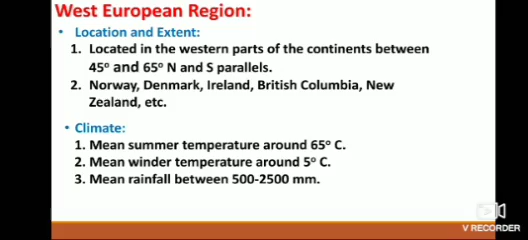 West European Region:
• Location and Extent:
1. Located in the western parts of the continents between
45° and 65° N and S parallels.
2. Norway, Denmark, Ireland, British Columbia, New
Zealand, etc.
• Climate:
1. Mean summer temperature around 65° C.
2. Mean winder temperature around 5° C.
3. Mean rainfall between 500-2500 mm.
V RECORDER